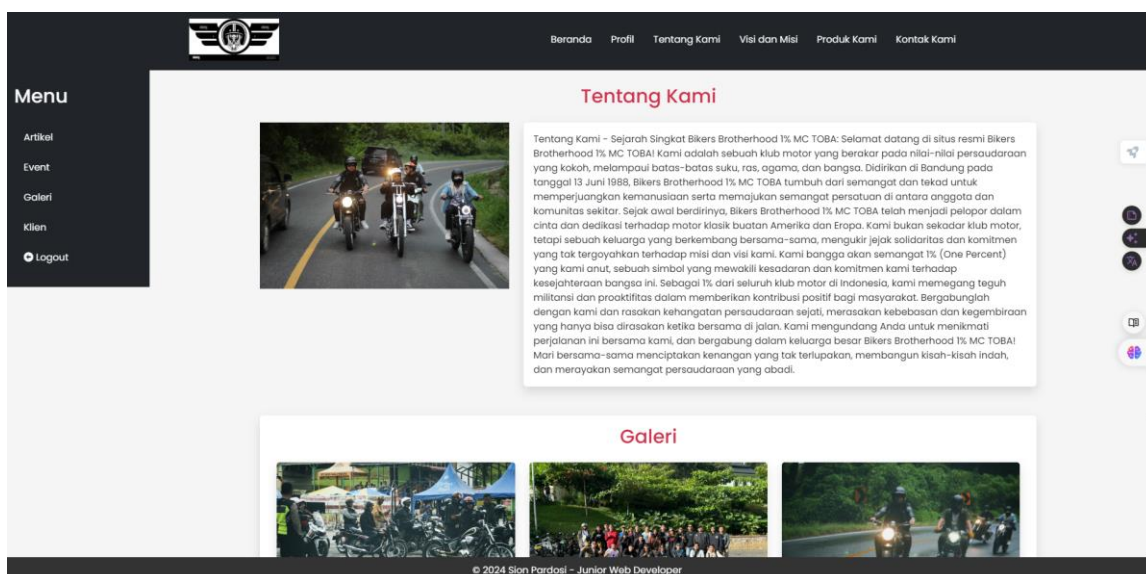 Beranda Profil Tentang Kami Visi dan Misi Produk Kami Kontak Kami
Menu
Artikel
Event
Galeri
Klien
Logout
Tentang Kami
Tentang Kami - Sejarah Singkat Bikers Brotherhood 1% MC TOBA: Selamat datang di situs resmi Bikers
Brotherhood 1% MC TOBA! Kami adalah sebuah klub motor yang berakar pada nilai-nilai persaudaraan
yang kokoh, melampaui batas-batas suku, ras, agama, dan bangsa. Didirikan di Bandung pada
tanggal 13 Juni 1988, Bikers Brotherhood 1% MC TOBA tumbuh dari semangat dan tekad untuk
memperjuangkan kemanusiaan serta memajukan semangat persatuan di antara anggota dan
komunitas sekitar. Sejak awal berdirinya, Bikers Brotherhood 1% MC TOBA telah menjadi pelopor dalam
cinta dan dedikasi terhadap motor klasik buatan Amerika dan Eropa. Kami bukan sekadar klub motor,
tetapi sebuah keluarga yang berkembang bersama-sama, mengukir jejak solidaritas dan komitmen
yang tak tergoyahkan terhadap misi dan visi kami. Kami bangga akan semangat 1% (One Percent)
yang kami anut, sebuah simbol yang mewakili kesadaran dan komitmen kami terhadap
kesejahteraan bangsa ini. Sebagai 1% dari seluruh klub motor di Indonesia, kami memegang teguh
militansi dan proaktifitas dalam memberikan kontribusi positif bagi masyarakat. Bergabunglah
dengan kami dan rasakan kehangatan persaudaraan sejati, merasakan kebebasan dan kegembiraan
yang hanya bisa dirasakan ketika bersama di jalan. Kami mengundang Anda untuk menikmati
perjalanan ini bersama kami, dan bergabung dalam keluarga besar Bikers Brotherhood 1% MC TOBA!
Mari bersama-sama menciptakan kenangan yang tak terlupakan, membangun kisah-kisah indah,
dan merayakan semangat persaudaraan yang abadi.
Galeri
© 2024 Sion Pardosi - Junior Web Developer